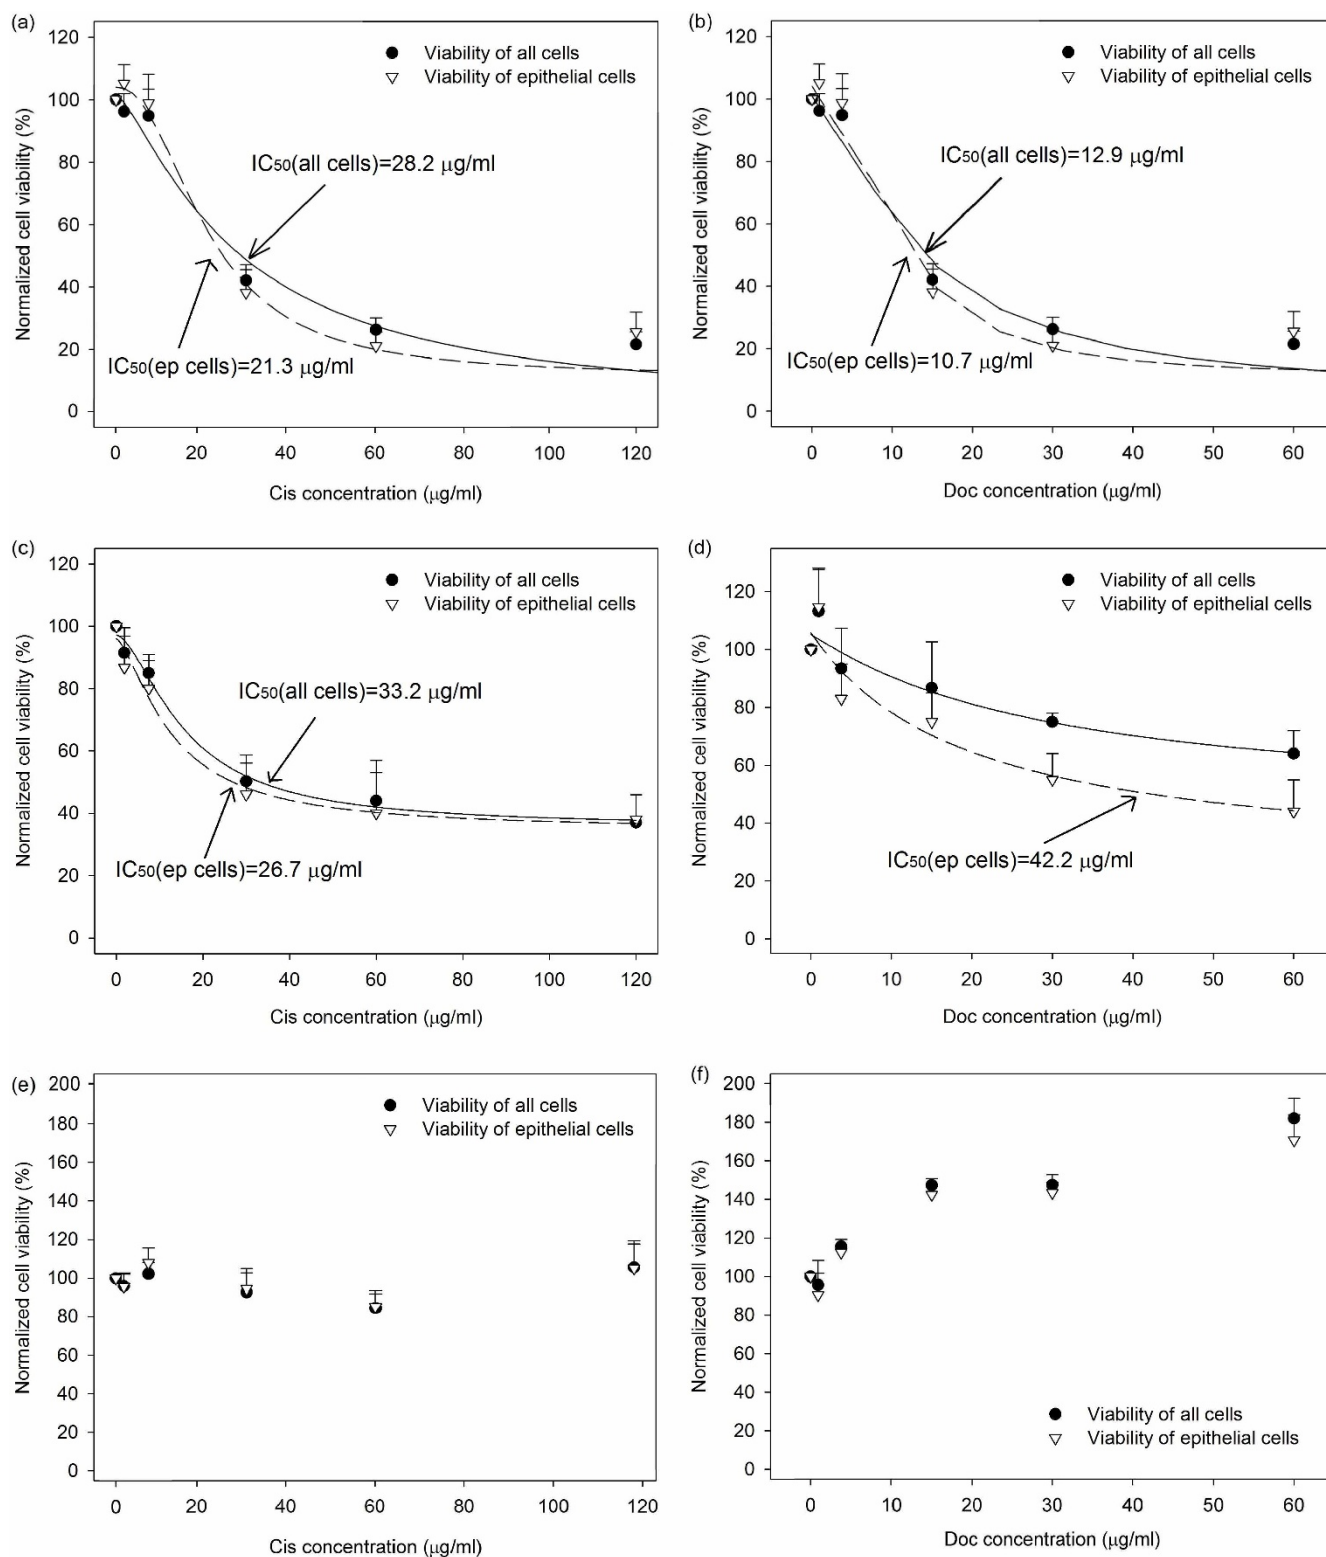 (a)
120
100
80
60
40
20
0
Normalized cell viability (%)
Viability of all cells
Viability of epithelial cells
IC50(all cells)=28.2 μg/ml
IC50(ep cells)=21.3 μg/ml
0 20 40 60 80 100 120
Cis concentration (μg/ml)
(b)
120
100
80
60
40
20
0
Normalized cell viability (%)
Viability of all cells
Viability of epithelial cells
IC50(all cells)=12.9 μg/ml
IC50(ep cells)=10.7 μg/ml
0 10 20 30 40 50 60
Doc concentration (μg/ml)
(c)
120
100
80
60
40
20
0
Normalized cell viability (%)
Viability of all cells
Viability of epithelial cells
IC50(all cells)=33.2 μg/ml
IC50(ep cells)=26.7 μg/ml
0 20 40 60 80 100 120
Cis concentration (μg/ml)
(d)
120
100
80
60
40
20
0
Normalized cell viability (%)
Viability of all cells
Viability of epithelial cells
IC50(ep cells)=42.2 μg/ml
0 10 20 30 40 50 60
Doc concentration (μg/ml)
(e)
200
180
160
140
120
100
80
60
40
20
0
Normalized cell viability (%)
Viability of all cells
Viability of epithelial cells
0 20 40 60 80 100 120
Cis concentration (μg/ml)
(f)
200
180
160
140
120
100
80
60
40
20
0
Normalized cell viability (%)
Viability of all cells
Viability of epithelial cells
0 10 20 30 40 50 60
Doc concentration (μg/ml)